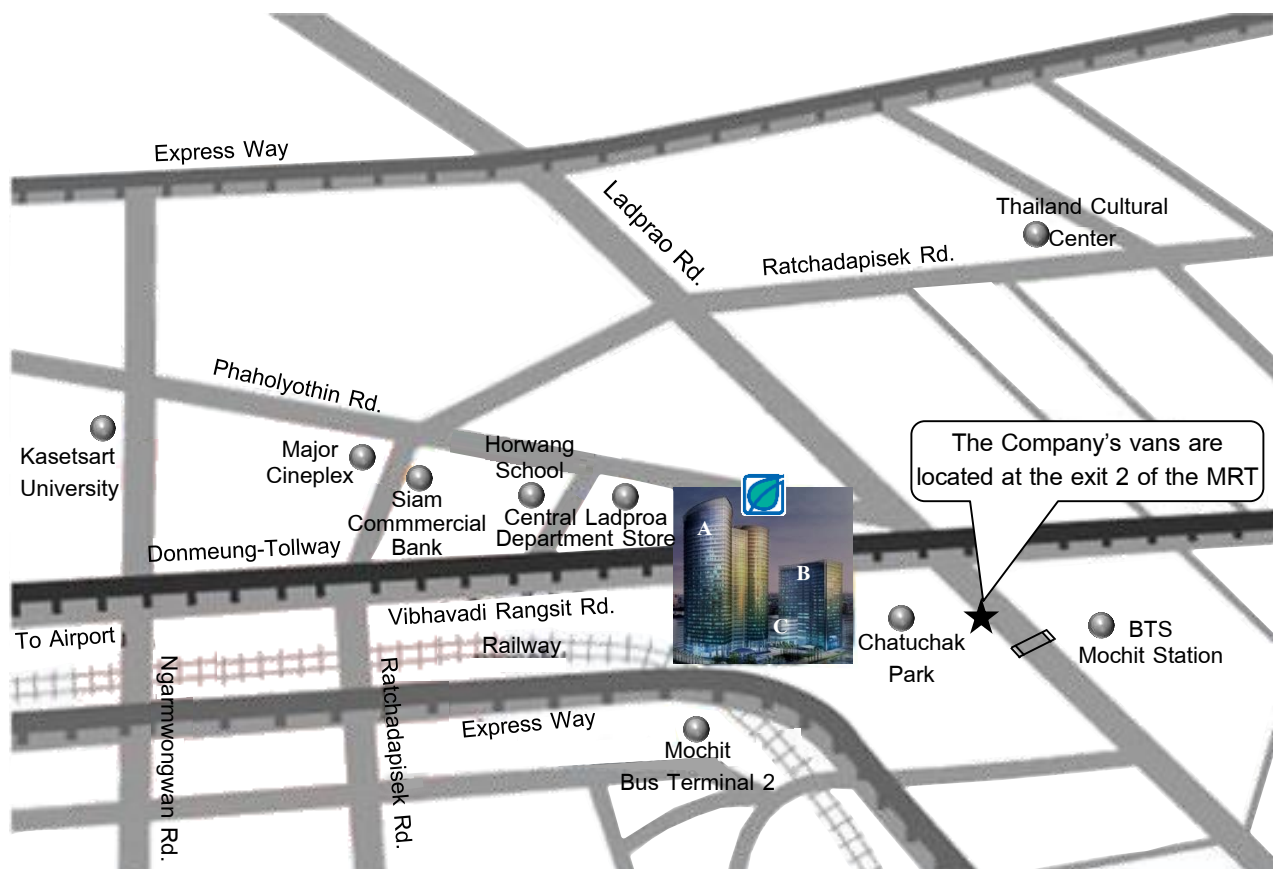 Express Way
Ladprao Rd.
Thailand Cultural
Center
Ratchadapisek Rd.
Phaholyothin Rd.
Kasetsart
University
Major
Cineplex
Siam
Commmercial
Bank
Horwang
School
Central Ladproa
Department Store
The Company's vans are
located at the exit 2 of the MRT
A
B
C
Donmeung-Tollway
Vibhavadi Rangsit Rd.
To Airport
Railway
Chatuchak
Park
BTS
Mochit Station
Ngarmwongwan Rd.
Ratchadapisek Rd.
Express Way
Mochit
Bus Terminal 2